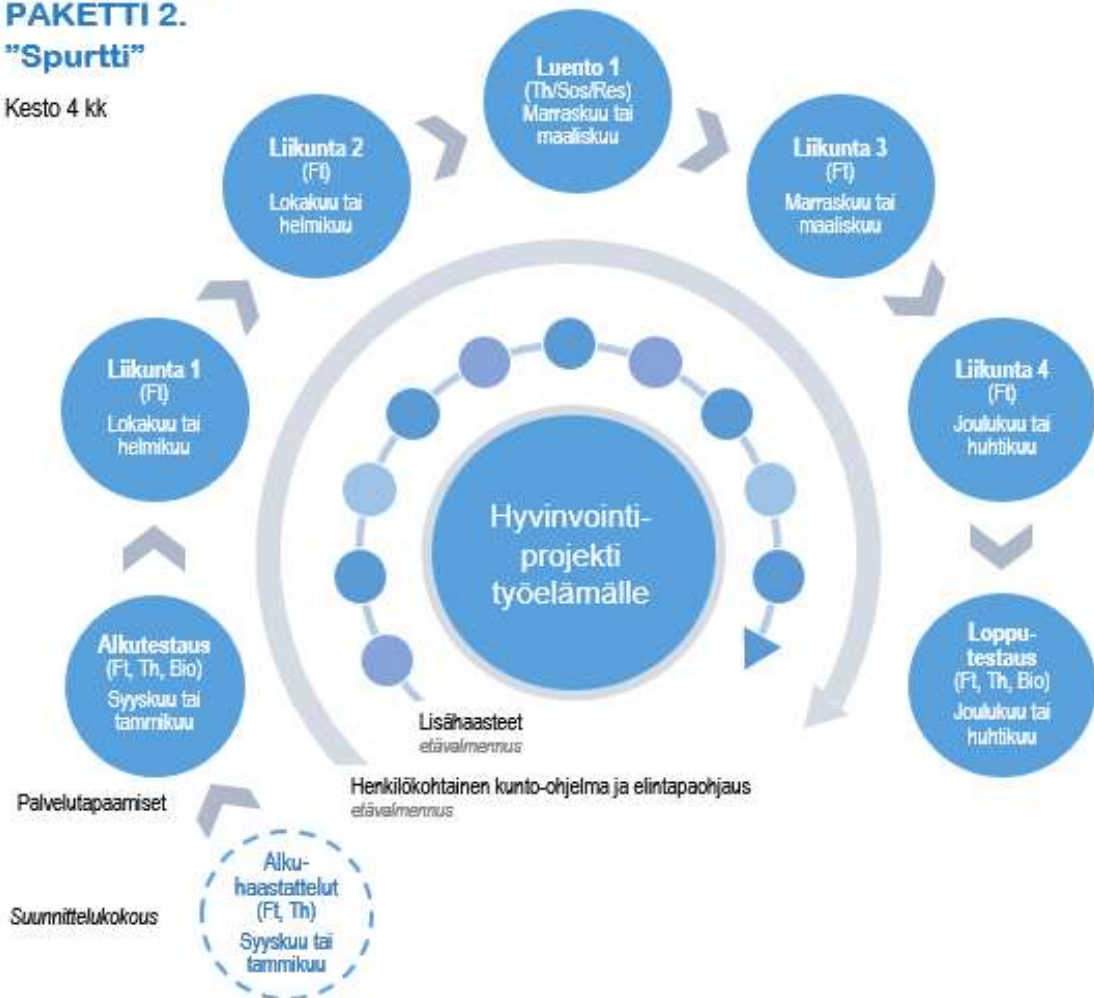 PAKETTI 2.
”Spurtti”
Kesto 4 kk
Luento 1
(Th/Sos/Res)
Marraskuu tai
maaliskuu
Liikunta 2
(Ft)
Lokakuu tai
helmikuu
Liikunta 3
(Ft)
Marraskuu tai
maaliskuu
Liikunta 1
(Ft)
Lokakuu tai
helmikuu
Liikunta 4
(Ft)
Joulukuu tai
huhtikuu
Hyvinvointi-
projekti
työelämälle
Alkutestaus
(Ft, Th, Bio)
Syyskuu tai
tammikuu
Loppu-
testaus
(Ft, Th, Bio)
Joulukuu tai
huhtikuu
Lisähaasteet
etävalmennus
Henkilökohtainen kunto-ohjelma ja elintapaohjaus
etävalmennus
Palvelutapaamiset
Alku-
haastattelut
(Ft, Th)
Syyskuu tai
tammikuu
Suunnittelukokous